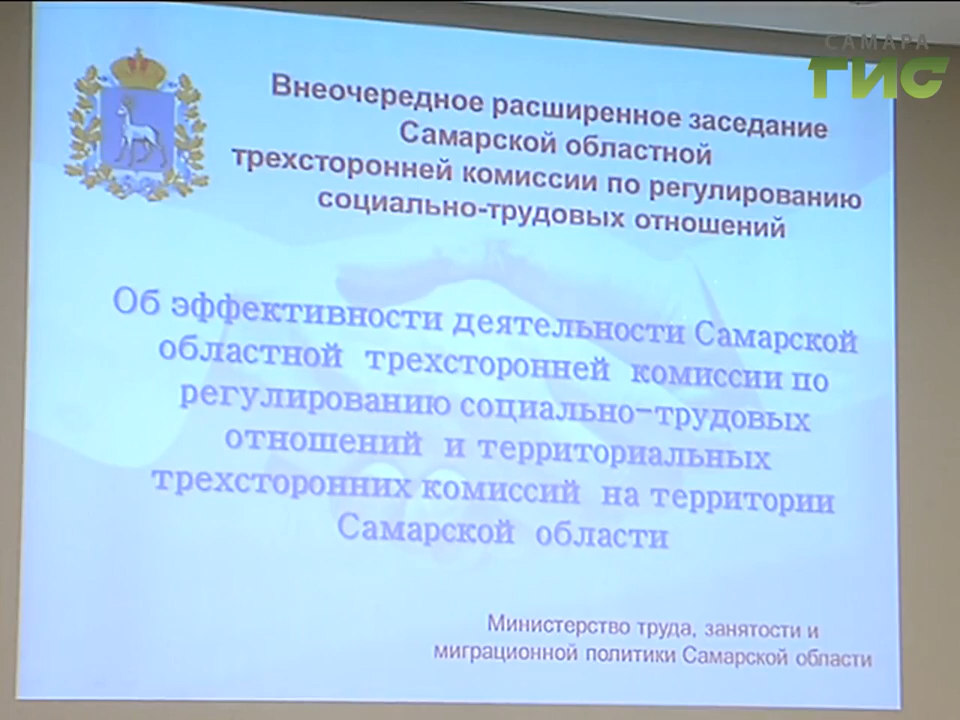 САМАРА
ГИС
Внеочередное расширенное заседание
Самарской областной
трехсторонней комиссии по регулированию
социально-трудовых отношений
Об эффективности деятельности Самарской
областной трехсторонней комиссии по
регулированию социально-трудовых
отношений и территориальных
трехсторонних комиссий на территории
Самарской области
Министерство труда, занятости и
миграционной политики Самарской области